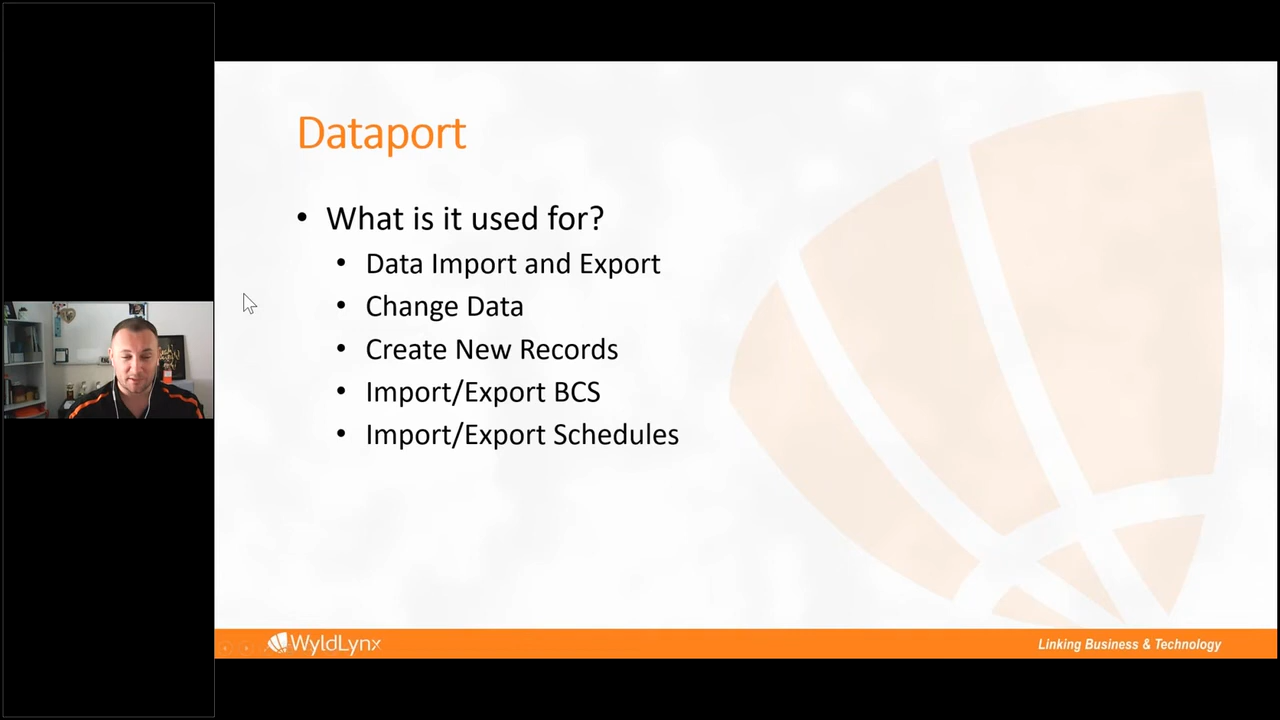 Dataport
• What is it used for?
• Data Import and Export
• Change Data
• Create New Records
• Import/Export BCS
• Import/Export Schedules
WyldLynx
Linking Business & Technology